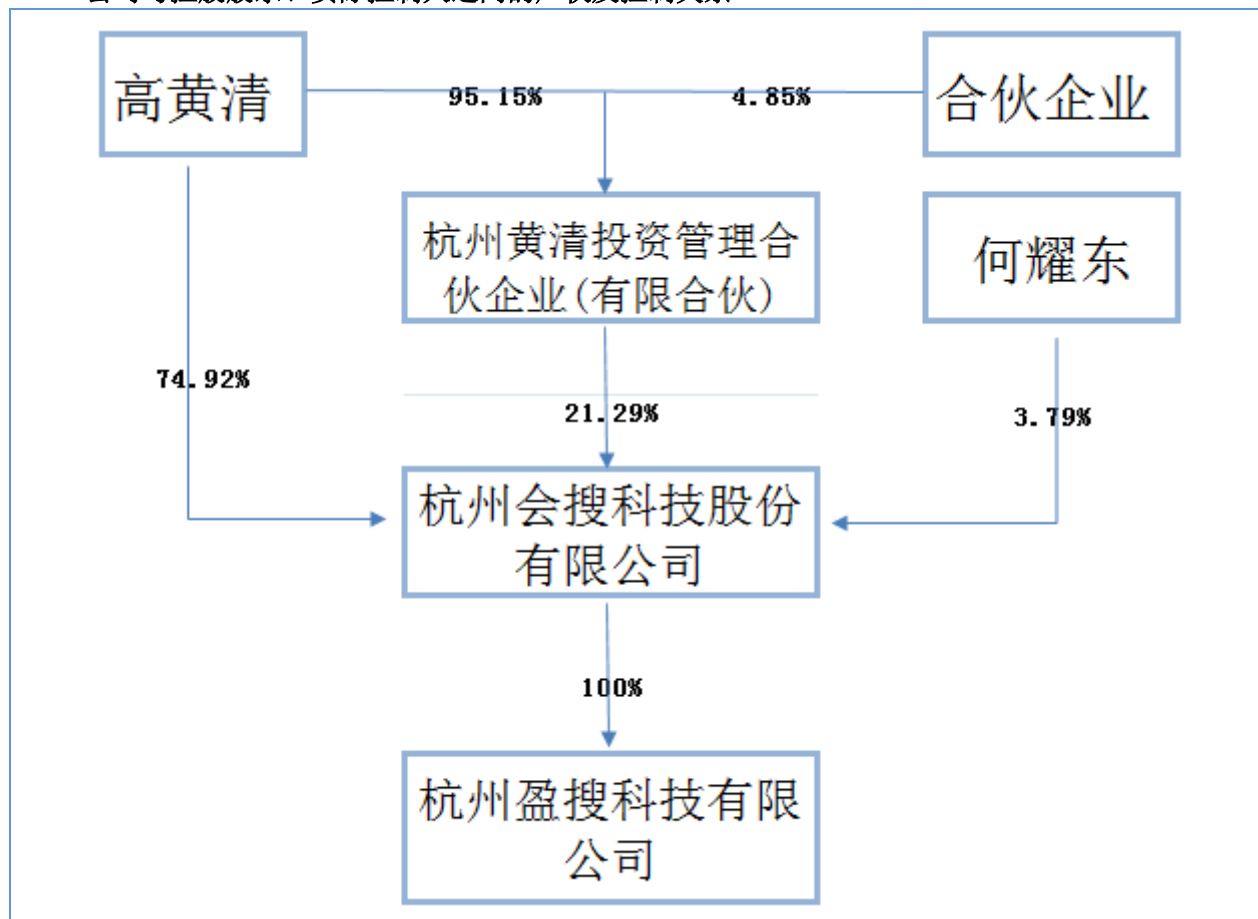 高黄清
95.15%
4.85%
合伙企业
杭州黄清投资管理合
伙企业(有限合伙)
何耀东
74.92%
21.29%
3.79%
杭州会搜科技股份
有限公司
100%
杭州盈搜科技有限
公司